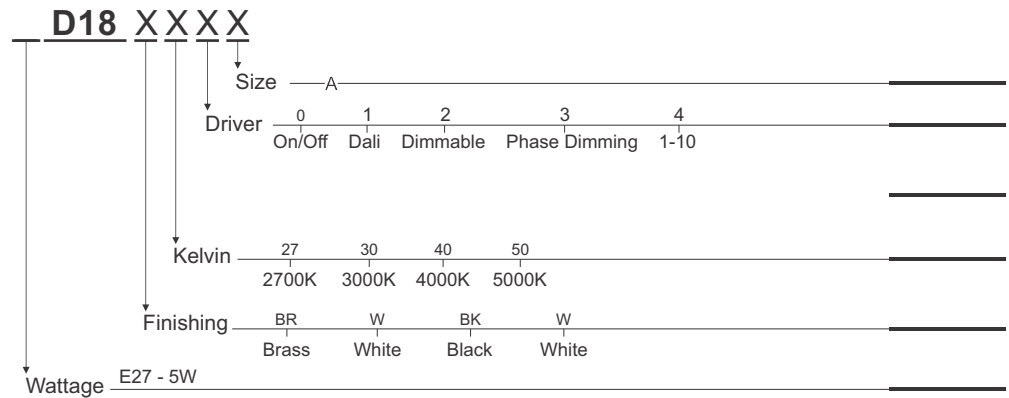 D18 X X X X
Size A
Driver 0 1 2 3 4
On/Off Dali Dimmable Phase Dimming 1-10
Kelvin 27 30 40 50
2700K 3000K 4000K 5000K
Finishing BR W BK W
Brass White Black White
Wattage E27 - 5W